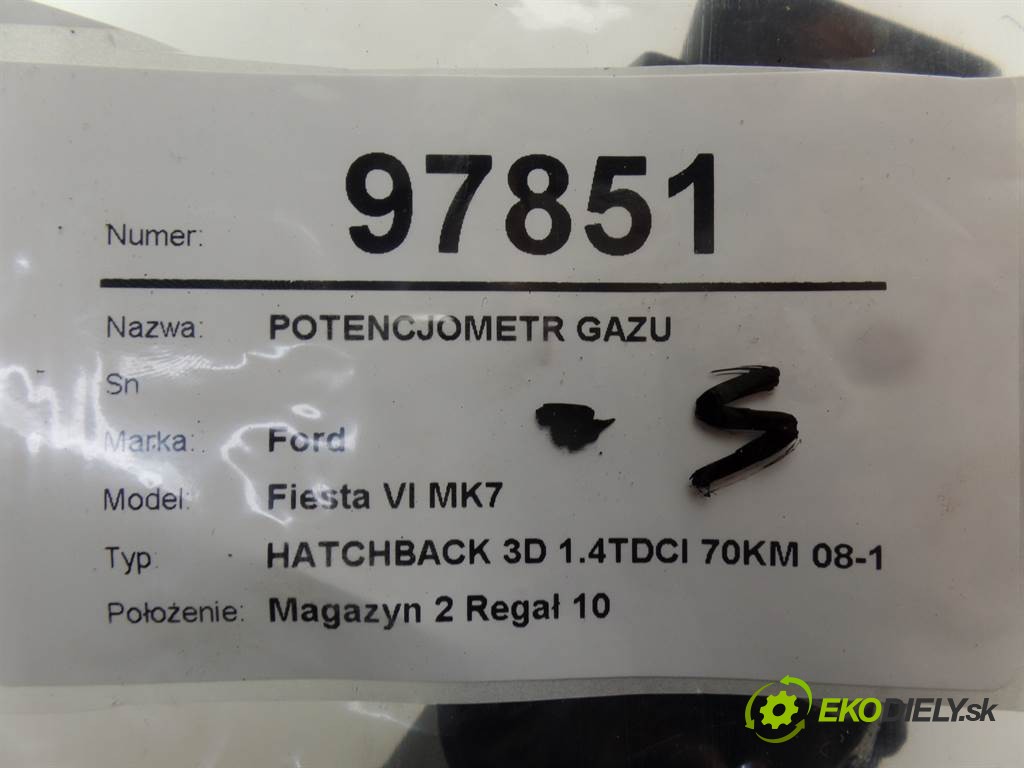 Numer: 97851
Nazwa: POTENCJOMETR GAZU
Sn
Marka: Ford
Model: Fiesta VI MK7
Typ HATCHBACK 3D 1.4TDCI 70KM 08-1
Położenie: Magazyn 2 Regał 10
- S
EKODIELY.sk